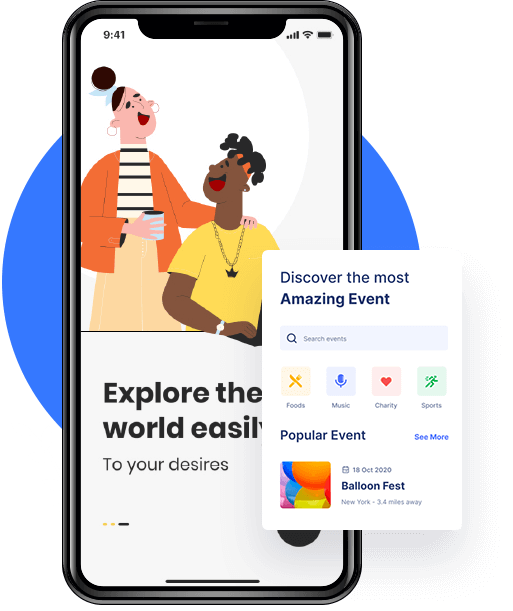 9:41
Explore the
world easily
To your desires
Discover the most
Amazing Event
Search events
Foods
Music
Charity
Sports
Popular Event
See More
18 Oct 2020
Balloon Fest
New York - 3.4 miles away